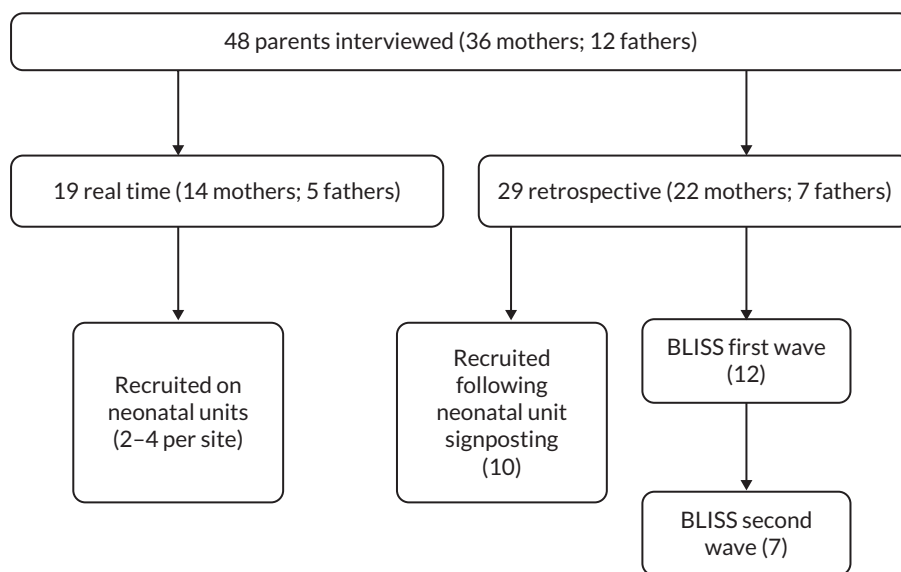 48 parents interviewed (36 mothers; 12 fathers)
19 real time (14 mothers; 5 fathers)
29 retrospective (22 mothers; 7 fathers)
Recruited on
neonatal units
(2–4 per site)
Recruited
following
neonatal unit
signposting
(10)
BLISS first wave
(12)
BLISS second
wave (7)